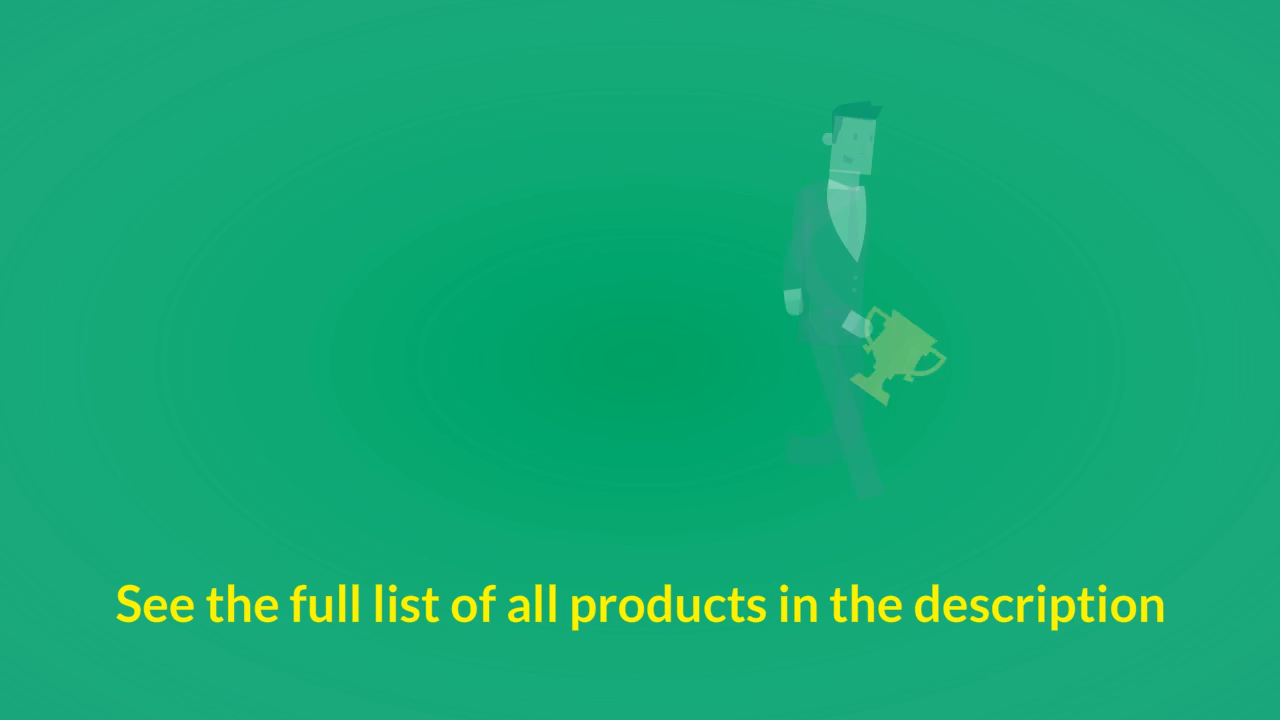 See the full list of all products in the description